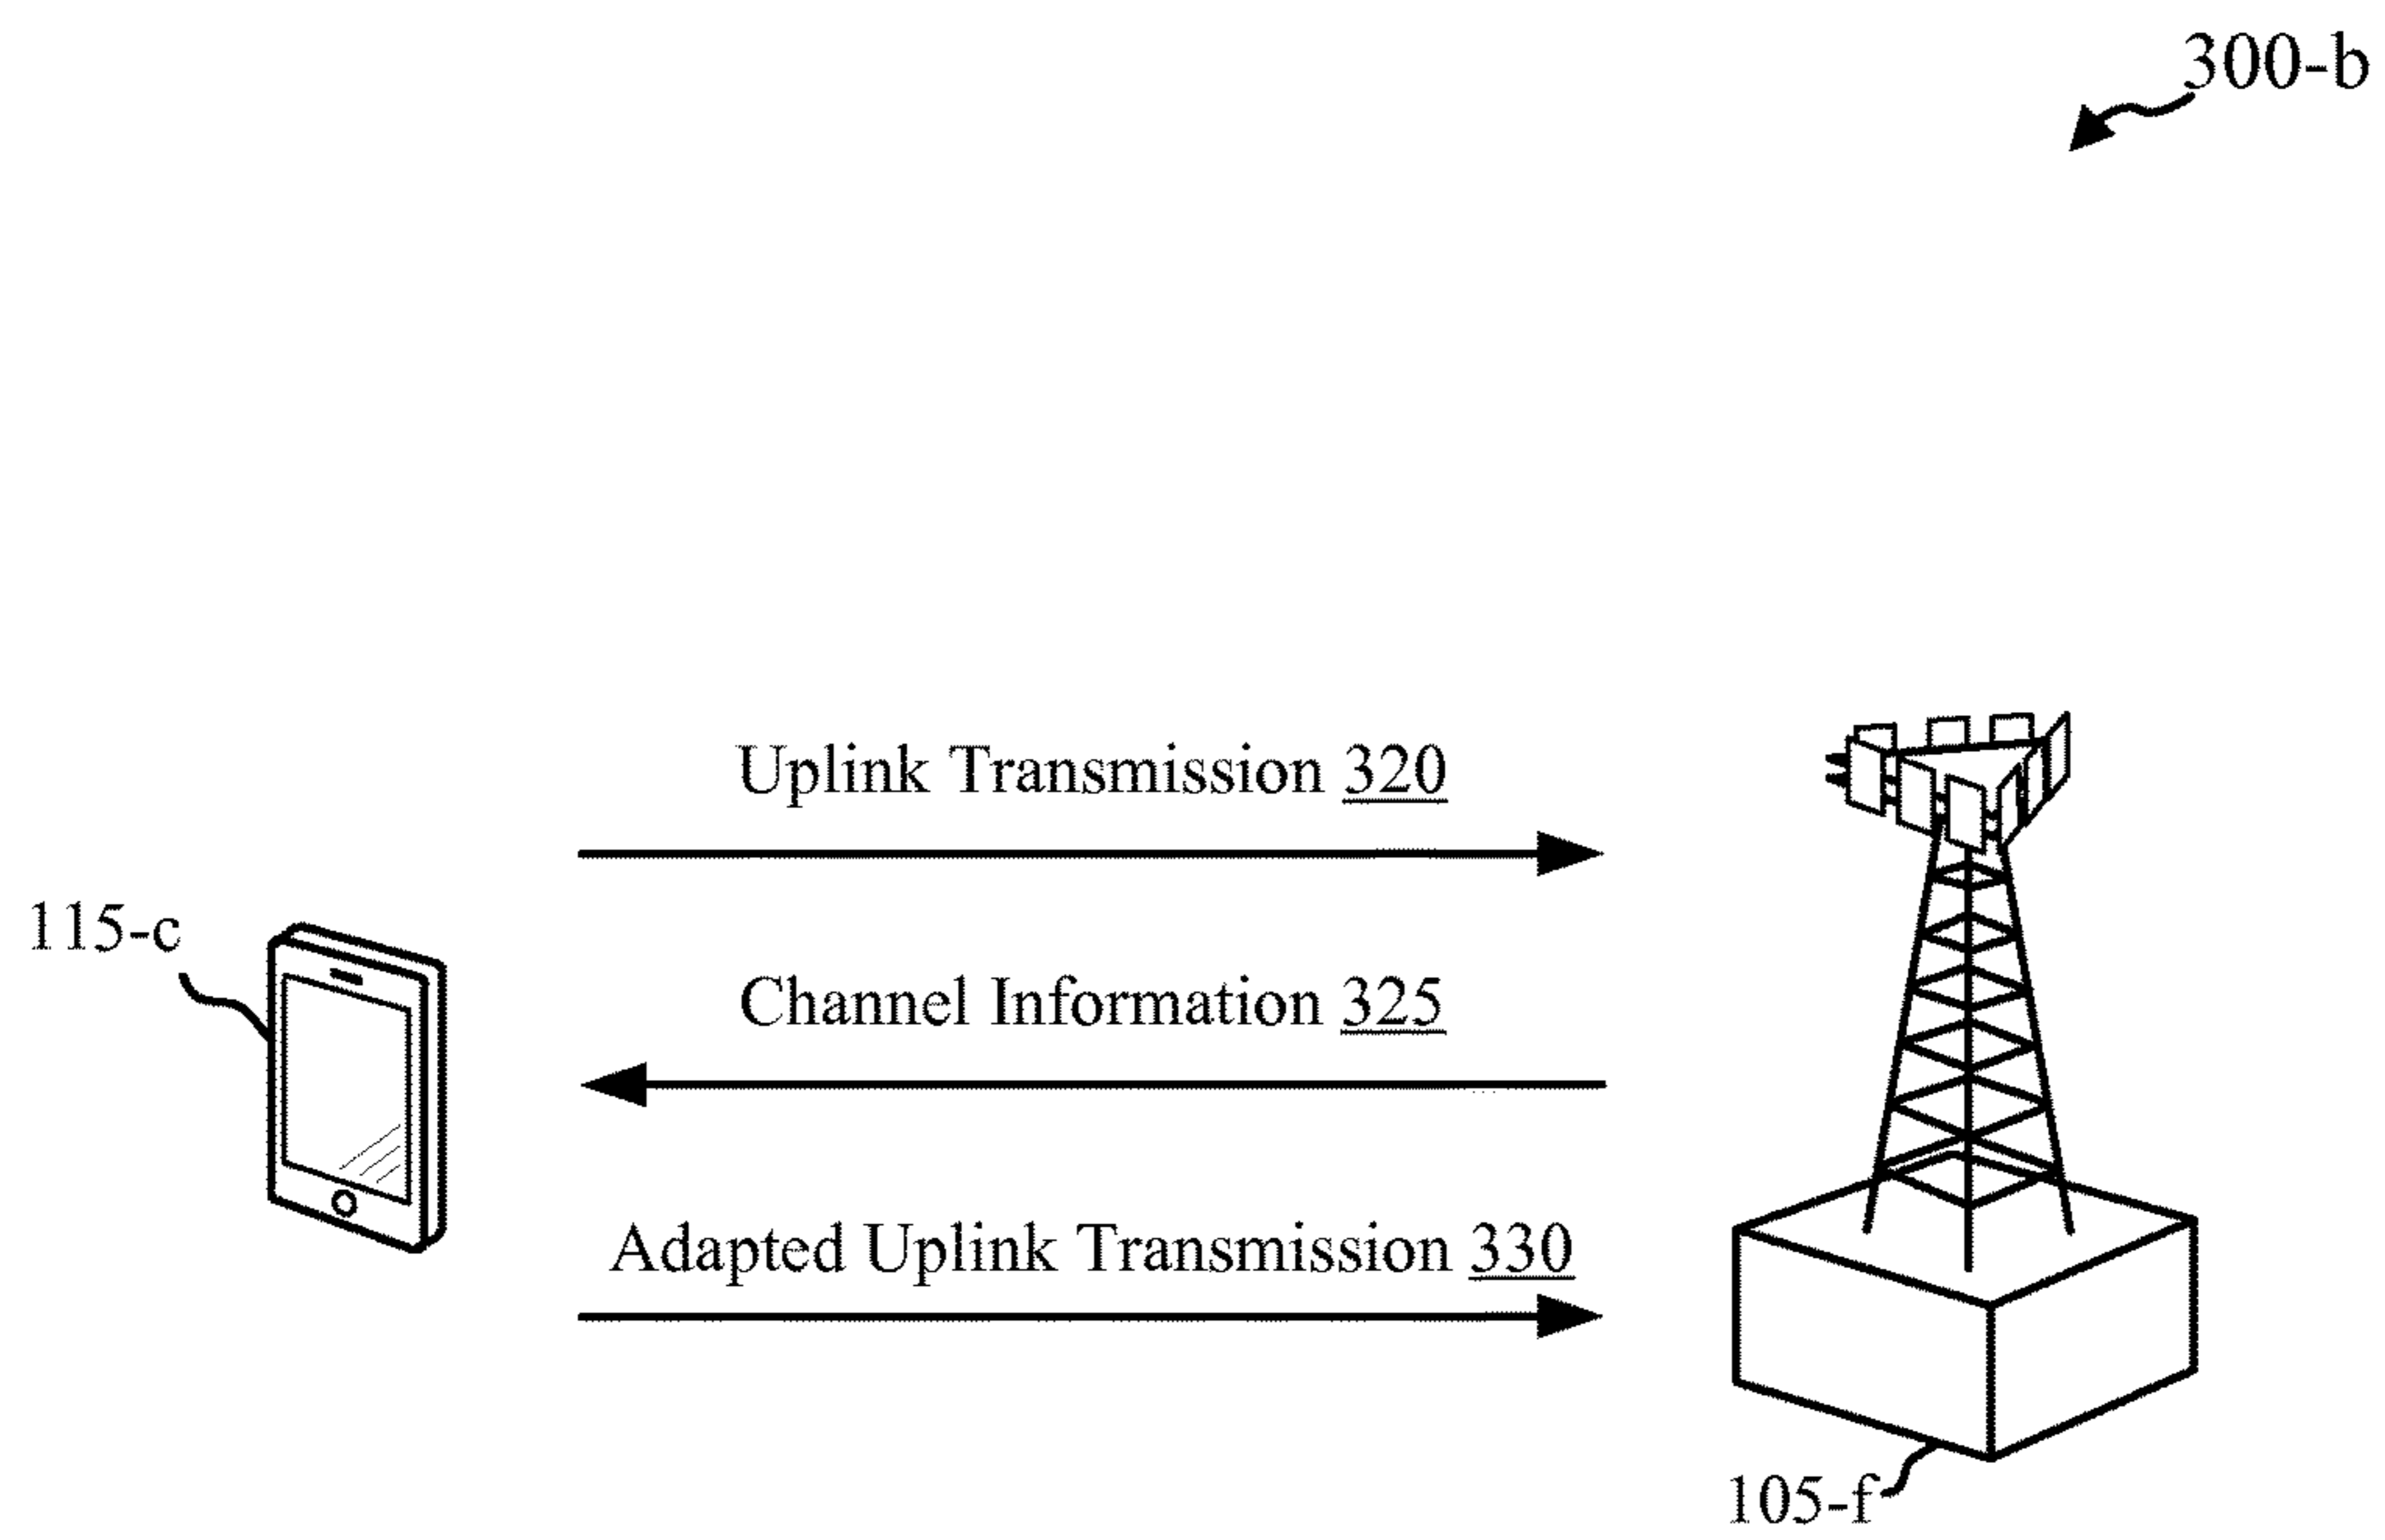 300-b
Uplink Transmission 320
115-c
Channel Information 325
Adapted Uplink Transmission 330
105-f